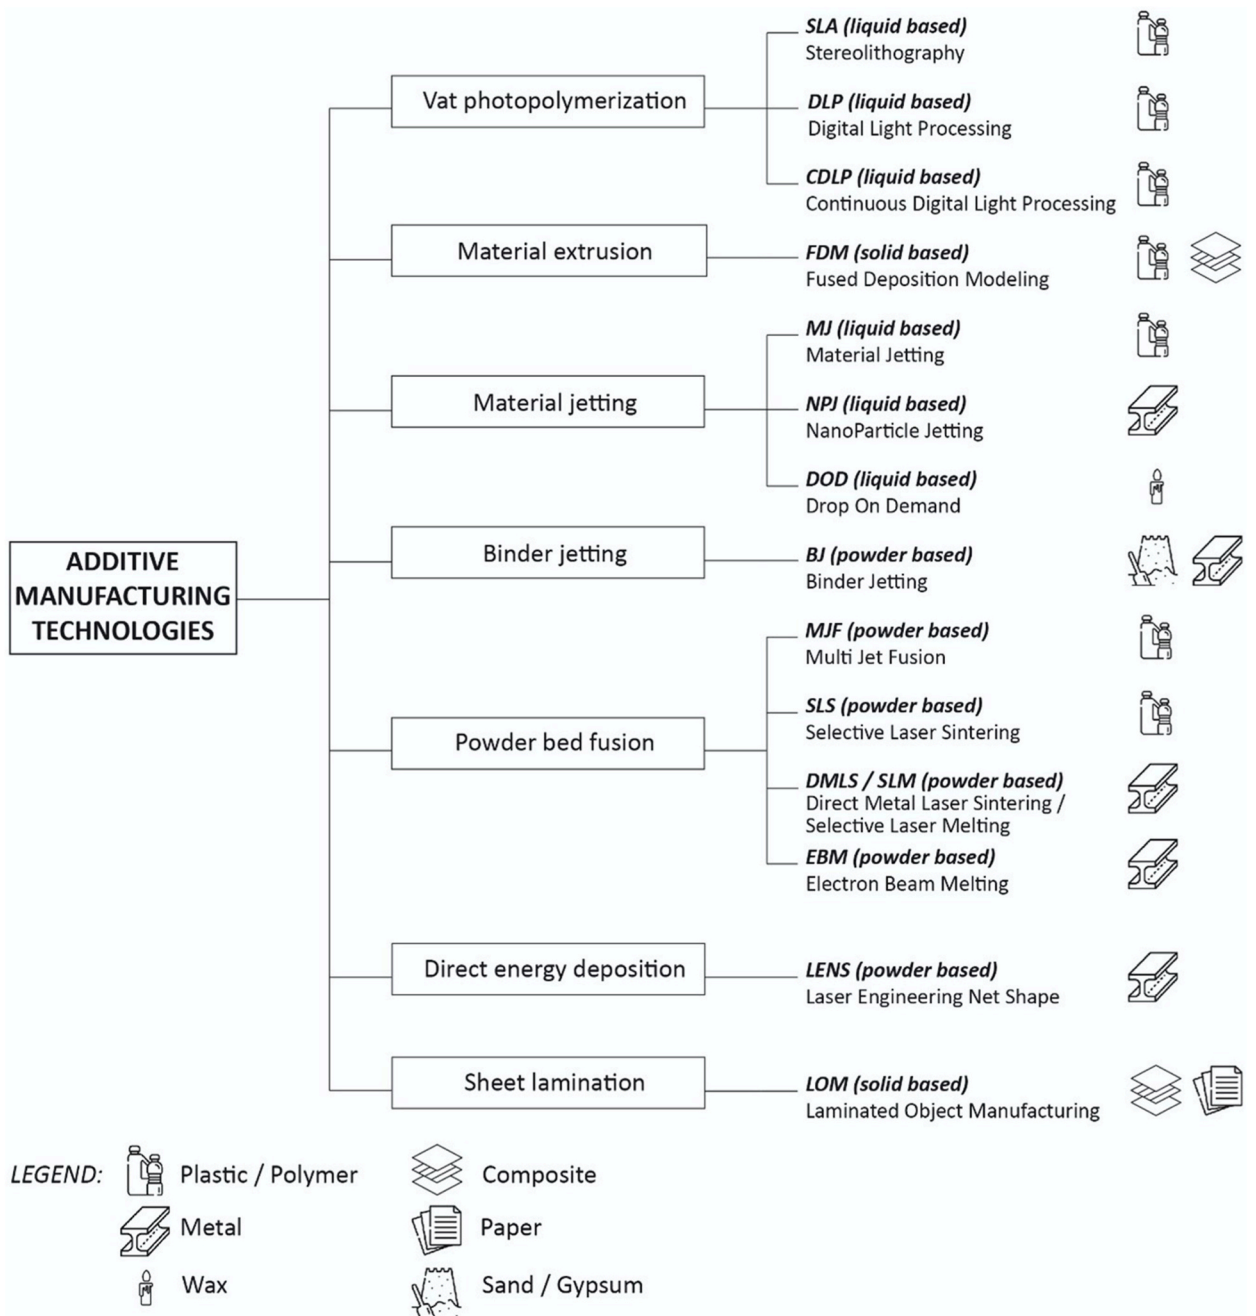 SLA (liquid based)
Stereolithography
Vat photopolymerization
DLP (liquid based)
Digital Light Processing
CDLP (liquid based)
Continuous Digital Light Processing
Material extrusion
FDM (solid based)
Fused Deposition Modeling
MJ (liquid based)
Material Jetting
Material jetting
NPJ (liquid based)
NanoParticle Jetting
DOD (liquid based)
Drop On Demand
ADDITIVE
MANUFACTURING
TECHNOLOGIES
Binder jetting
BJ (powder based)
Binder Jetting
MJF (powder based)
Multi Jet Fusion
Powder bed fusion
SLS (powder based)
Selective Laser Sintering
DMLS / SLM (powder based)
Direct Metal Laser Sintering /
Selective Laser Melting
EBM (powder based)
Electron Beam Melting
Direct energy deposition
LENS (powder based)
Laser Engineering Net Shape
Sheet lamination
LOM (solid based)
Laminated Object Manufacturing
LEGEND:
Plastic / Polymer
Composite
Metal
Paper
Wax
Sand / Gypsum